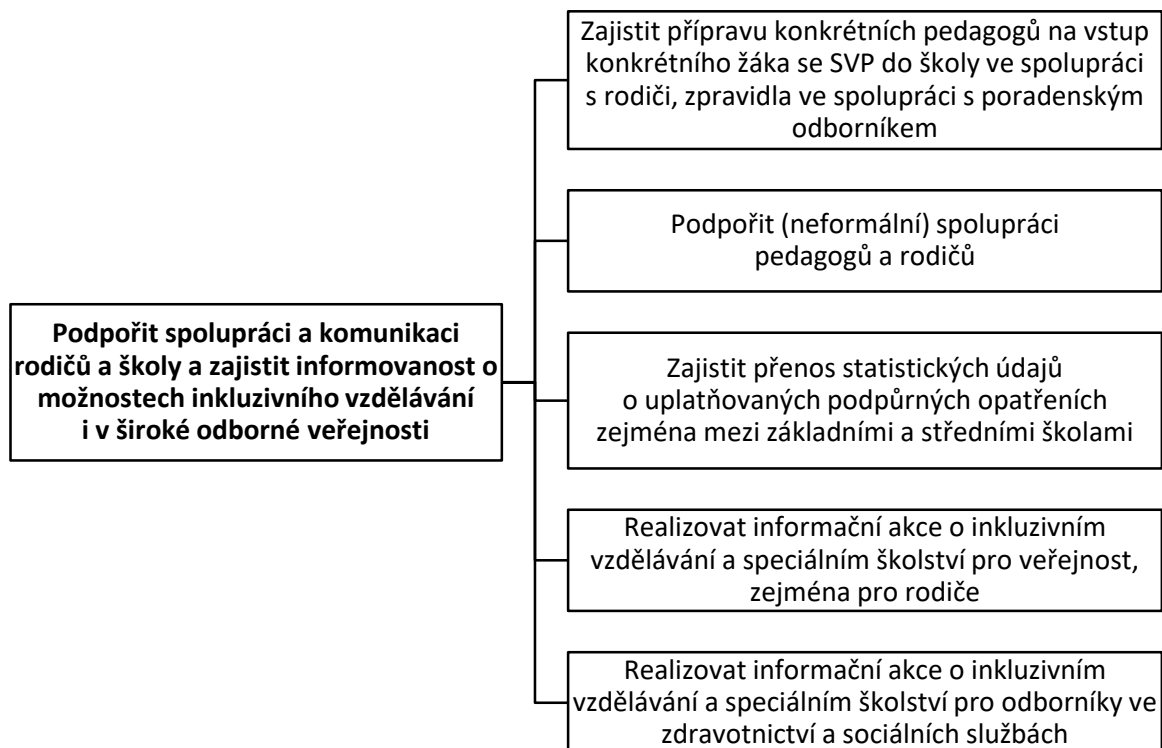 Podpořit spolupráci a komunikaci
rodičů a školy a zajistit informovanost o
možnostech inkluzivního vzdělávání
i v široké odborné veřejnosti
Zajistit přípravu konkrétních pedagogů na vstup
konkrétního žáka se SVP do školy ve spolupráci
s rodiči, zpravidla ve spolupráci s poradenským
odborníkem
Podpořit (neformální) spolupráci
pedagogů a rodičů
Zajistit přenos statistických údajů
o uplatňovaných podpůrných opatřeních
zejména mezi základními a středními školami
Realizovat informační akce o inkluzivním
vzdělávání a speciálním školství pro veřejnost,
zejména pro rodiče
Realizovat informační akce o inkluzivním
vzdělávání a speciálním školství pro odborníky ve
zdravotnictví a sociálních službách